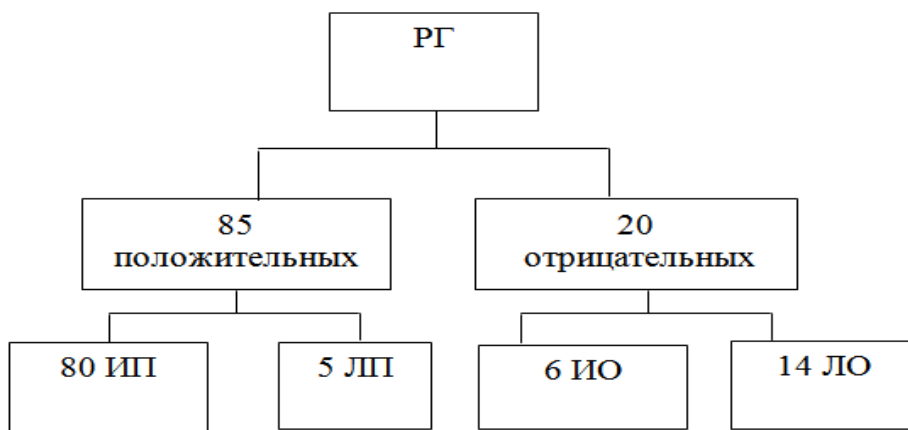 РГ
85
положительных
20
отрицательных
80 ИП
5 ЛП
6 ИО
14 ЛО